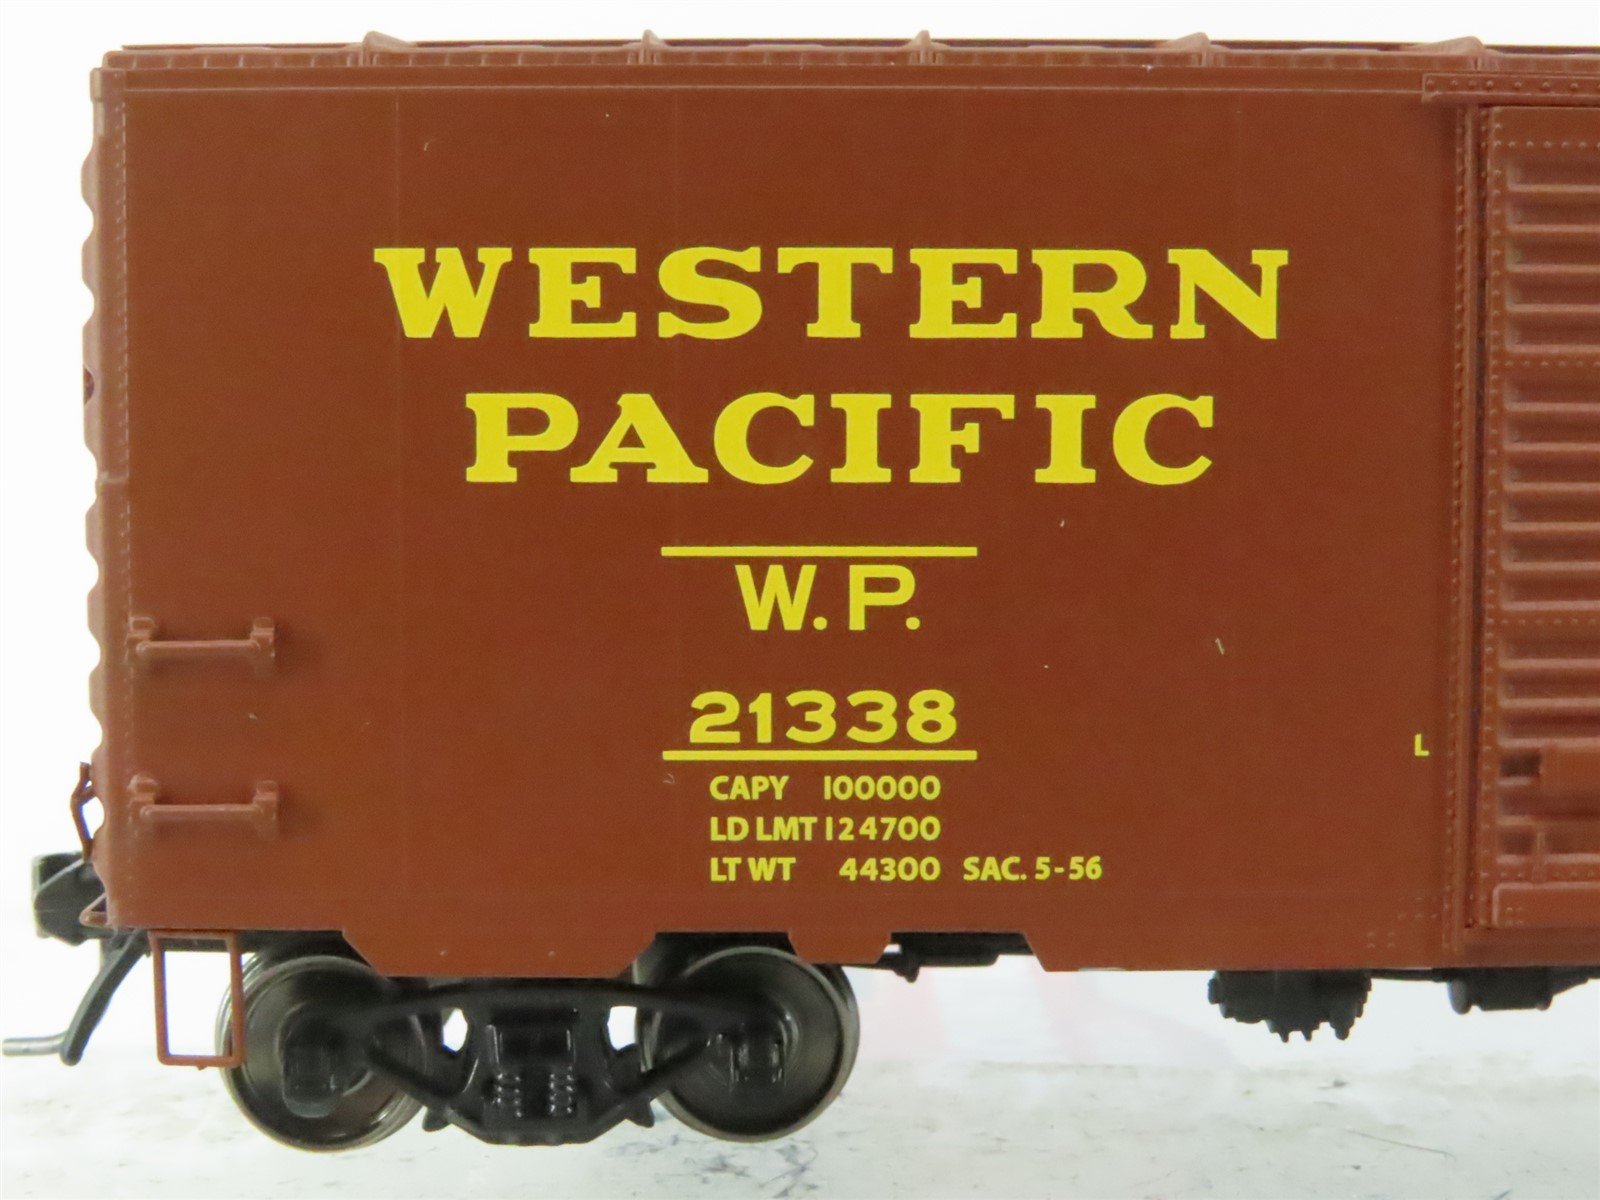 WESTERN
PACIFIC
W.P.
21338
CAPY 100000
LD LMT 124700
LT WT 44300 SAC. 5-56
L